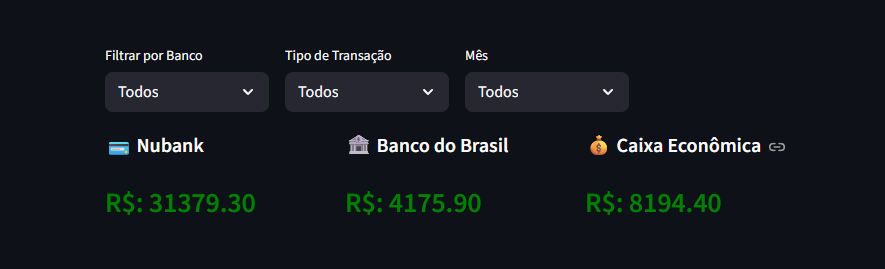 Filtrar por Banco Tipo de Transação Mês
Todos Todos Todos
Nubank Banco do Brasil Caixa Econômica
R$: 31379.30 R$: 4175.90 R$: 8194.40